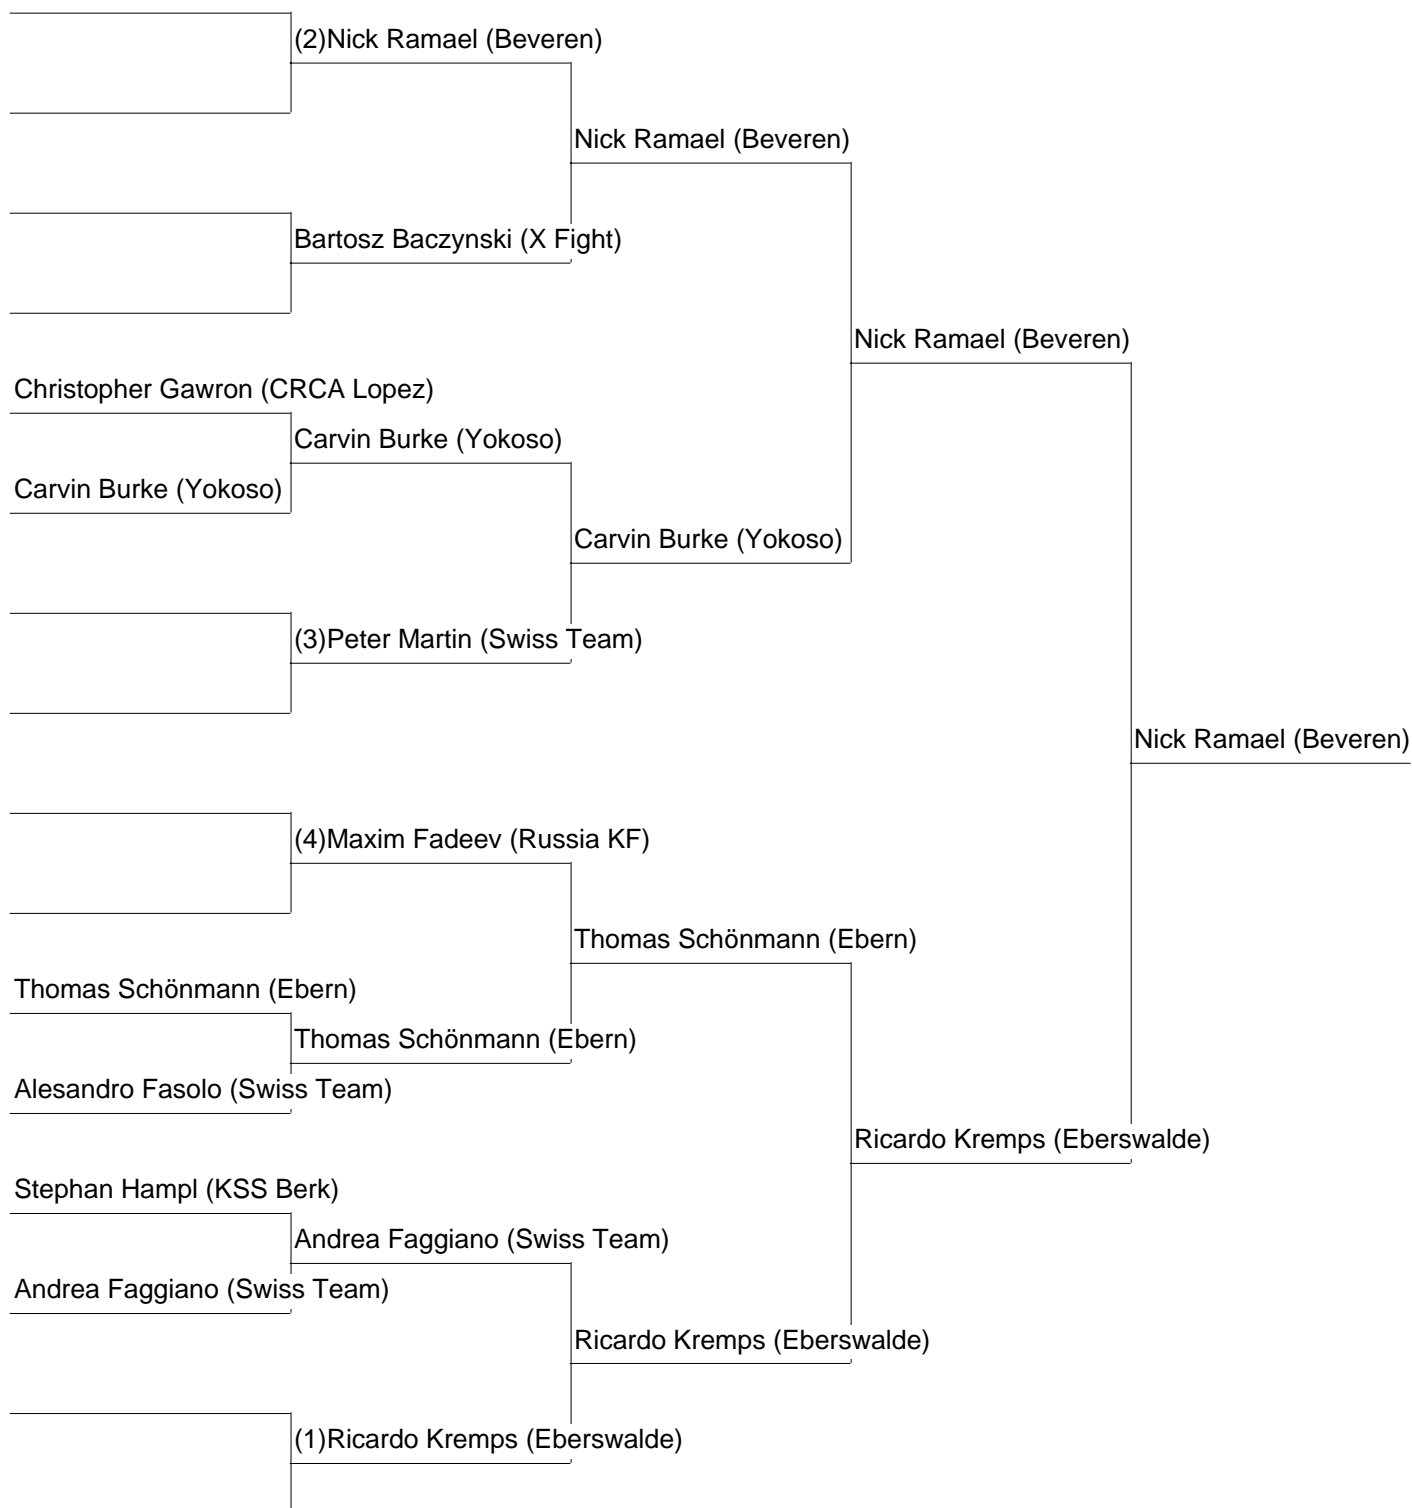 (2)Nick Ramael (Beveren)
Nick Ramael (Beveren)
Bartosz Baczynski (X Fight)
Nick Ramael (Beveren)
Christopher Gawron (CRCA Lopez)
Carvin Burke (Yokoso)
Carvin Burke (Yokoso)
Carvin Burke (Yokoso)
(3)Peter Martin (Swiss Team)
Nick Ramael (Beveren)
(4)Maxim Fadeev (Russia KF)
Thomas Schönmann (Ebern)
Thomas Schönmann (Ebern)
Thomas Schönmann (Ebern)
Alesandro Fasolo (Swiss Team)
Ricardo Kremps (Eberswalde)
Stephan Hampl (KSS Berk)
Andrea Faggiano (Swiss Team)
Andrea Faggiano (Swiss Team)
Ricardo Kremps (Eberswalde)
(1)Ricardo Kremps (Eberswalde)